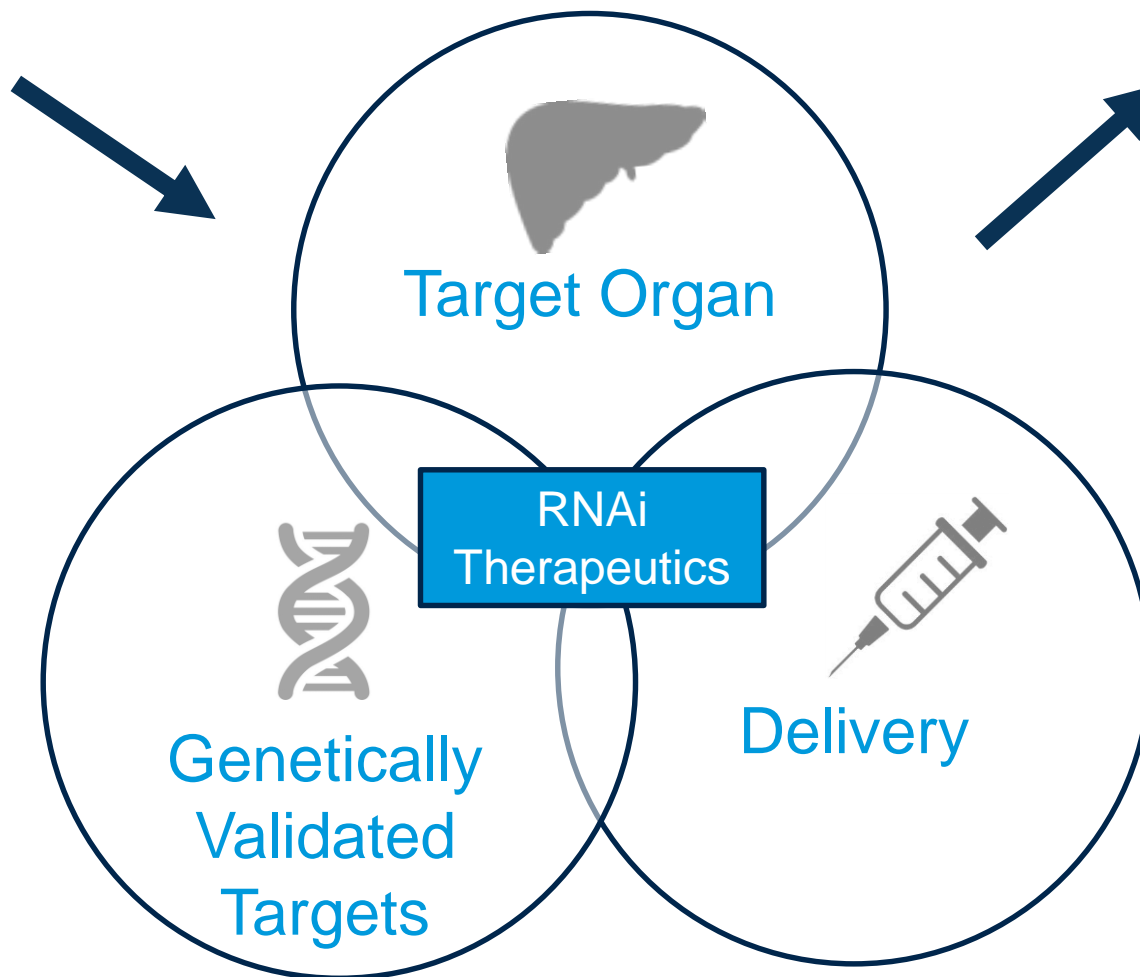 Target Organ
RNAi
Therapeutics
Genetically
Validated
Targets
Delivery